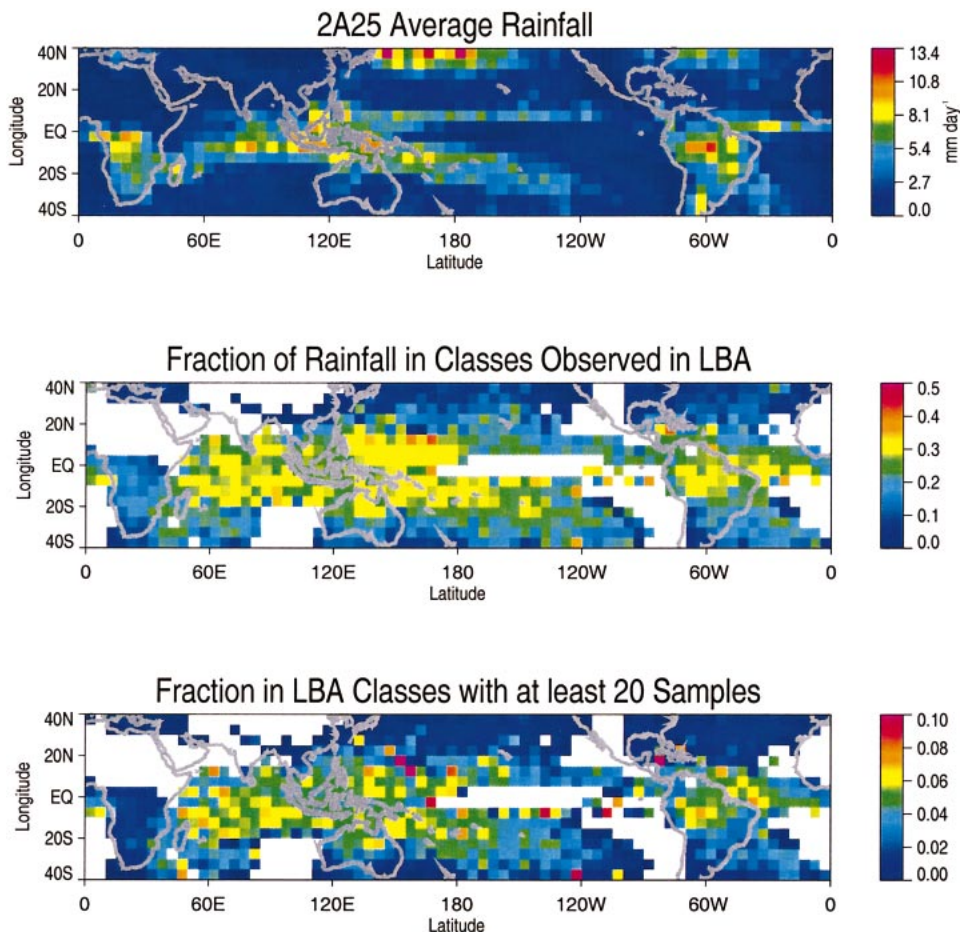 2A25 Average Rainfall
40N
20N
EQ
20S
40S
Longitude
0 60E 120E 180 120W 60W 0
Latitude
13.4
10.8
8.1
5.4
2.7
0.0
mm day⁻¹
Fraction of Rainfall in Classes Observed in LBA
40N
20N
EQ
20S
40S
Longitude
0 60E 120E 180 120W 60W 0
Latitude
0.5
0.4
0.3
0.2
0.1
0.0
Fraction in LBA Classes with at least 20 Samples
40N
20N
EQ
20S
40S
Longitude
0 60E 120E 180 120W 60W 0
Latitude
0.10
0.08
0.06
0.04
0.02
0.00